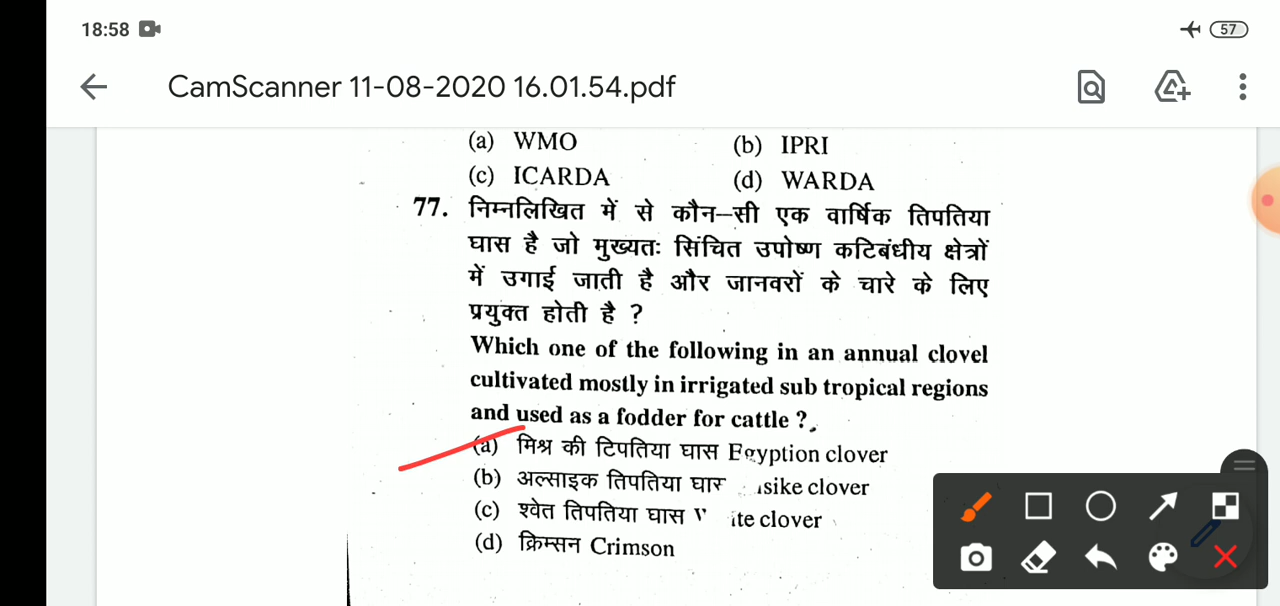 18:58
57
CamScanner 11-08-2020 16.01.54.pdf
(a) WMO (b) IPRI
(c) ICARDA (d) WARDA
77. निम्नलिखित में से कौन–सी एक वार्षिक तिपतिया
घास है जो मुख्यतः सिंचित उपोष्ण कटिबंधीय क्षेत्रों
में उगाई जाती है और जानवरों के चारे के लिए
प्रयुक्त होती है ?
Which one of the following in an annual clovel
cultivated mostly in irrigated sub tropical regions
and used as a fodder for cattle ?
(a) मिश्र की टिपतिया घास Egyption clover
(b) अल्साइक तिपतिया clover
(c) श्वेत तिपतिया घास clover
(d) क्रिम्सन Crimson